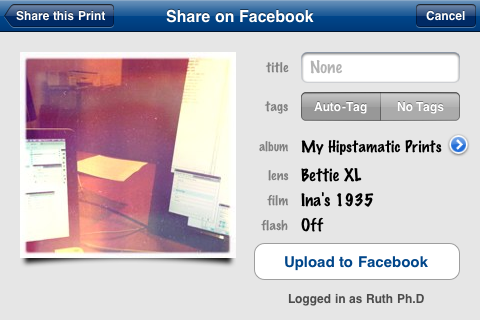 Share this Print
Share on Facebook
Cancel
title None
tags Auto-Tag No Tags
album My Hipstamatic Prints
lens Bettie XL
film Ina's 1935
flash Off
Upload to Facebook
Logged in as Ruth Ph.D